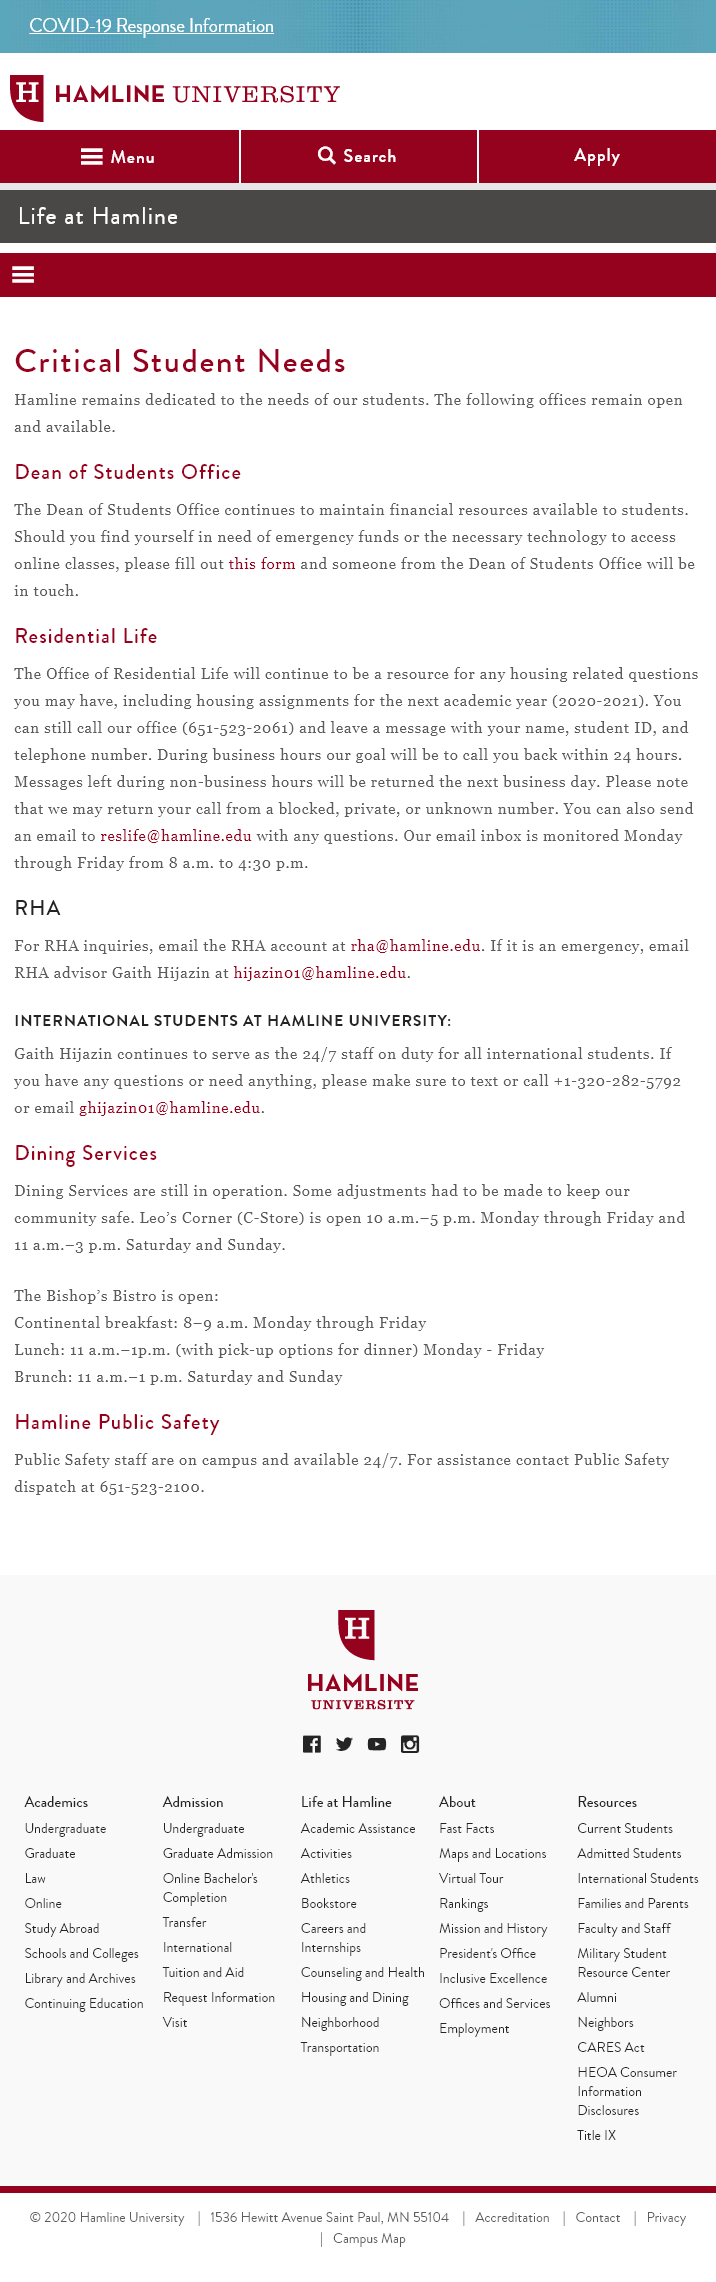 COVID-19 Response Information
H HAMLINE UNIVERSITY
Menu
Search
Apply
Life at Hamline
Critical Student Needs
Hamline remains dedicated to the needs of our students. The following offices remain open
and available.
Dean of Students Office
The Dean of Students Office continues to maintain financial resources available to students.
Should you find yourself in need of emergency funds or the necessary technology to access
online classes, please fill out this form and someone from the Dean of Students Office will be
in touch.
Residential Life
The Office of Residential Life will continue to be a resource for any housing related questions
you may have, including housing assignments for the next academic year (2020-2021). You
can still call our office (651-523-2061) and leave a message with your name, student ID, and
telephone number. During business hours our goal will be to call you back within 24 hours.
Messages left during non-business hours will be returned the next business day. Please note
that we may return your call from a blocked, private, or unknown number. You can also send
an email to reslife@hamline.edu with any questions. Our email inbox is monitored Monday
through Friday from 8 a.m. to 4:30 p.m.
RHA
For RHA inquiries, email the RHA account at rha@hamline.edu. If it is an emergency, email
RHA advisor Gaith Hijazin at hijazin01@hamline.edu.
INTERNATIONAL STUDENTS AT HAMLINE UNIVERSITY:
Gaith Hijazin continues to serve as the 24/7 staff on duty for all international students. If
you have any questions or need anything, please make sure to text or call +1-320-282-5792
or email ghijazin01@hamline.edu.
Dining Services
Dining Services are still in operation. Some adjustments had to be made to keep our
community safe. Leo’s Corner (C-Store) is open 10 a.m.–5 p.m. Monday through Friday and
11 a.m.–3 p.m. Saturday and Sunday.
The Bishop’s Bistro is open:
Continental breakfast: 8–9 a.m. Monday through Friday
Lunch: 11 a.m.–1p.m. (with pick-up options for dinner) Monday - Friday
Brunch: 11 a.m.–1 p.m. Saturday and Sunday
Hamline Public Safety
Public Safety staff are on campus and available 24/7. For assistance contact Public Safety
dispatch at 651-523-2100.
H
HAMLINE
UNIVERSITY
Academics
Undergraduate
Graduate
Law
Online
Study Abroad
Schools and Colleges
Library and Archives
Continuing Education
Admission
Undergraduate
Graduate Admission
Online Bachelor's
Completion
Transfer
International
Tuition and Aid
Request Information
Visit
Life at Hamline
Academic Assistance
Activities
Athletics
Bookstore
Careers and
Internships
Counseling and Health
Housing and Dining
Neighborhood
Transportation
About
Fast Facts
Maps and Locations
Virtual Tour
Rankings
Mission and History
President's Office
Inclusive Excellence
Offices and Services
Employment
Resources
Current Students
Admitted Students
International Students
Families and Parents
Faculty and Staff
Military Student
Resource Center
Alumni
Neighbors
CARES Act
HEOA Consumer
Information
Disclosures
Title IX
© 2020 Hamline University | 1536 Hewitt Avenue Saint Paul, MN 55104 | Accreditation | Contact | Privacy
| Campus Map